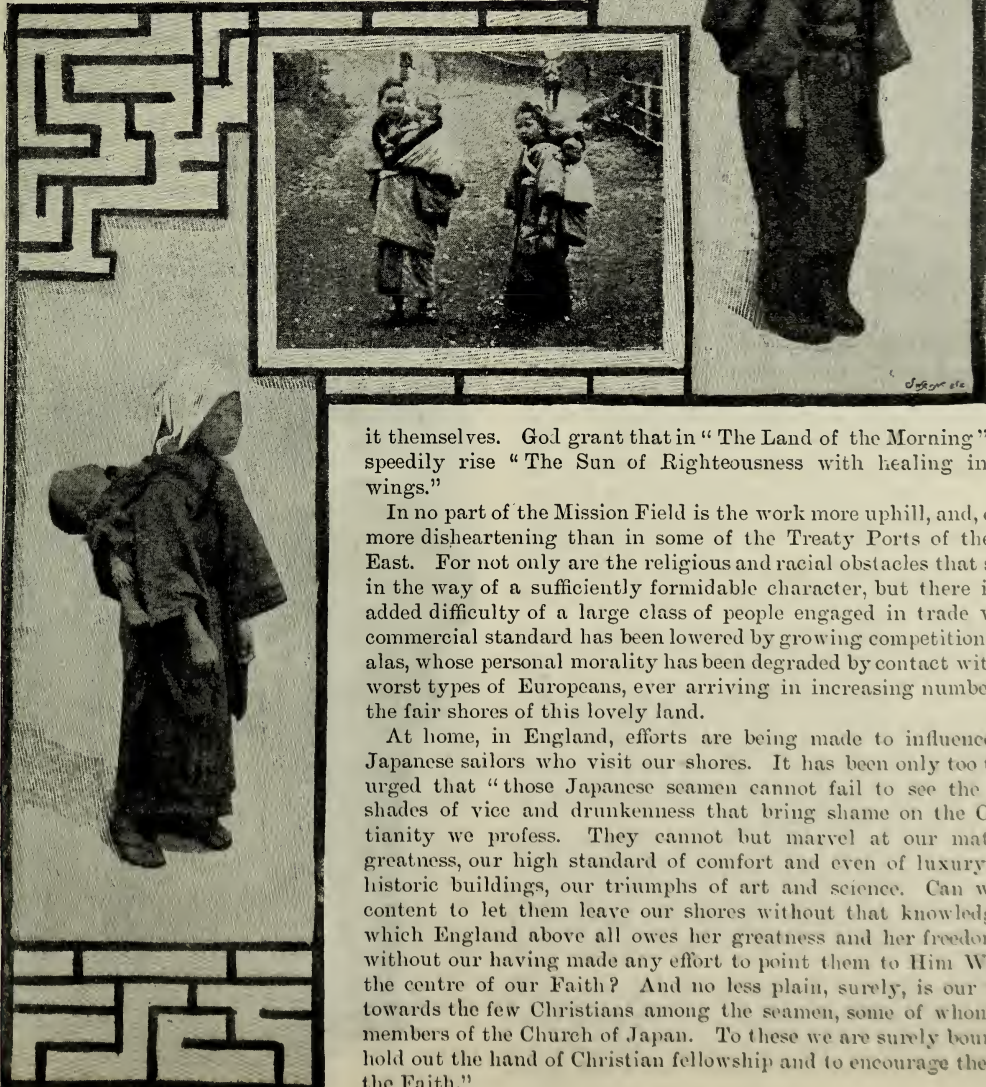 it themselves. God grant that in “ The Land of the Morning ”
speedily rise “ The Sun of Righteousness with healing in
wings.”
In no part of the Mission Field is the work more uphill, and,
more disheartening than in some of the Treaty Ports of the
East. For not only are the religious and racial obstacles that
in the way of a sufficiently formidable character, but there
added difficulty of a large class of people engaged in trade
commercial standard has been lowered by growing competition
alas, whose personal morality has been degraded by contact
worst types of Europeans, ever arriving in increasing
the fair shores of this lovely land.
At home, in England, efforts are being made to
Japanese sailors who visit our shores. It has been only too
urged that “ those Japanese seamen cannot fail to see the
shades of vice and drunkenness that bring shame on the
tianity we profess. They cannot but marvel at our
greatness, our high standard of comfort and even of luxury
historic buildings, our triumphs of art and science. Can
content to let them leave our shores without that
which England above all owes her greatness and her
without our having made any effort to point them to Him
the centre of our Faith ? And no less plain, surely, is our
towards the few Christians among the seamen, some of
members of the Church of Japan. To these we are surely
hold out the hand of Christian fellowship and to encourage
the Faith.”